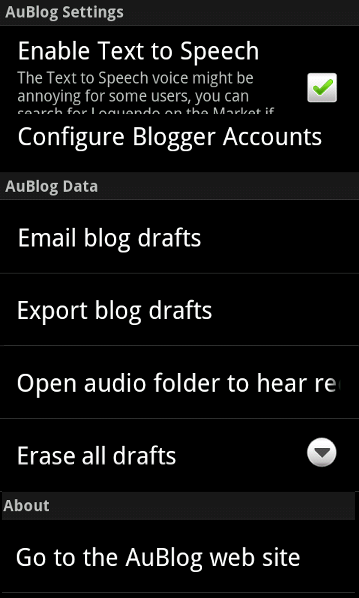 AuBlog Settings
Enable Text to Speech
The Text to Speech voice might be
annoying for some users, you can
search for Loquendo on the Market if
Configure Blogger Accounts
AuBlog Data
Email blog drafts
Export blog drafts
Open audio folder to hear re
Erase all drafts
About
Go to the AuBlog web site